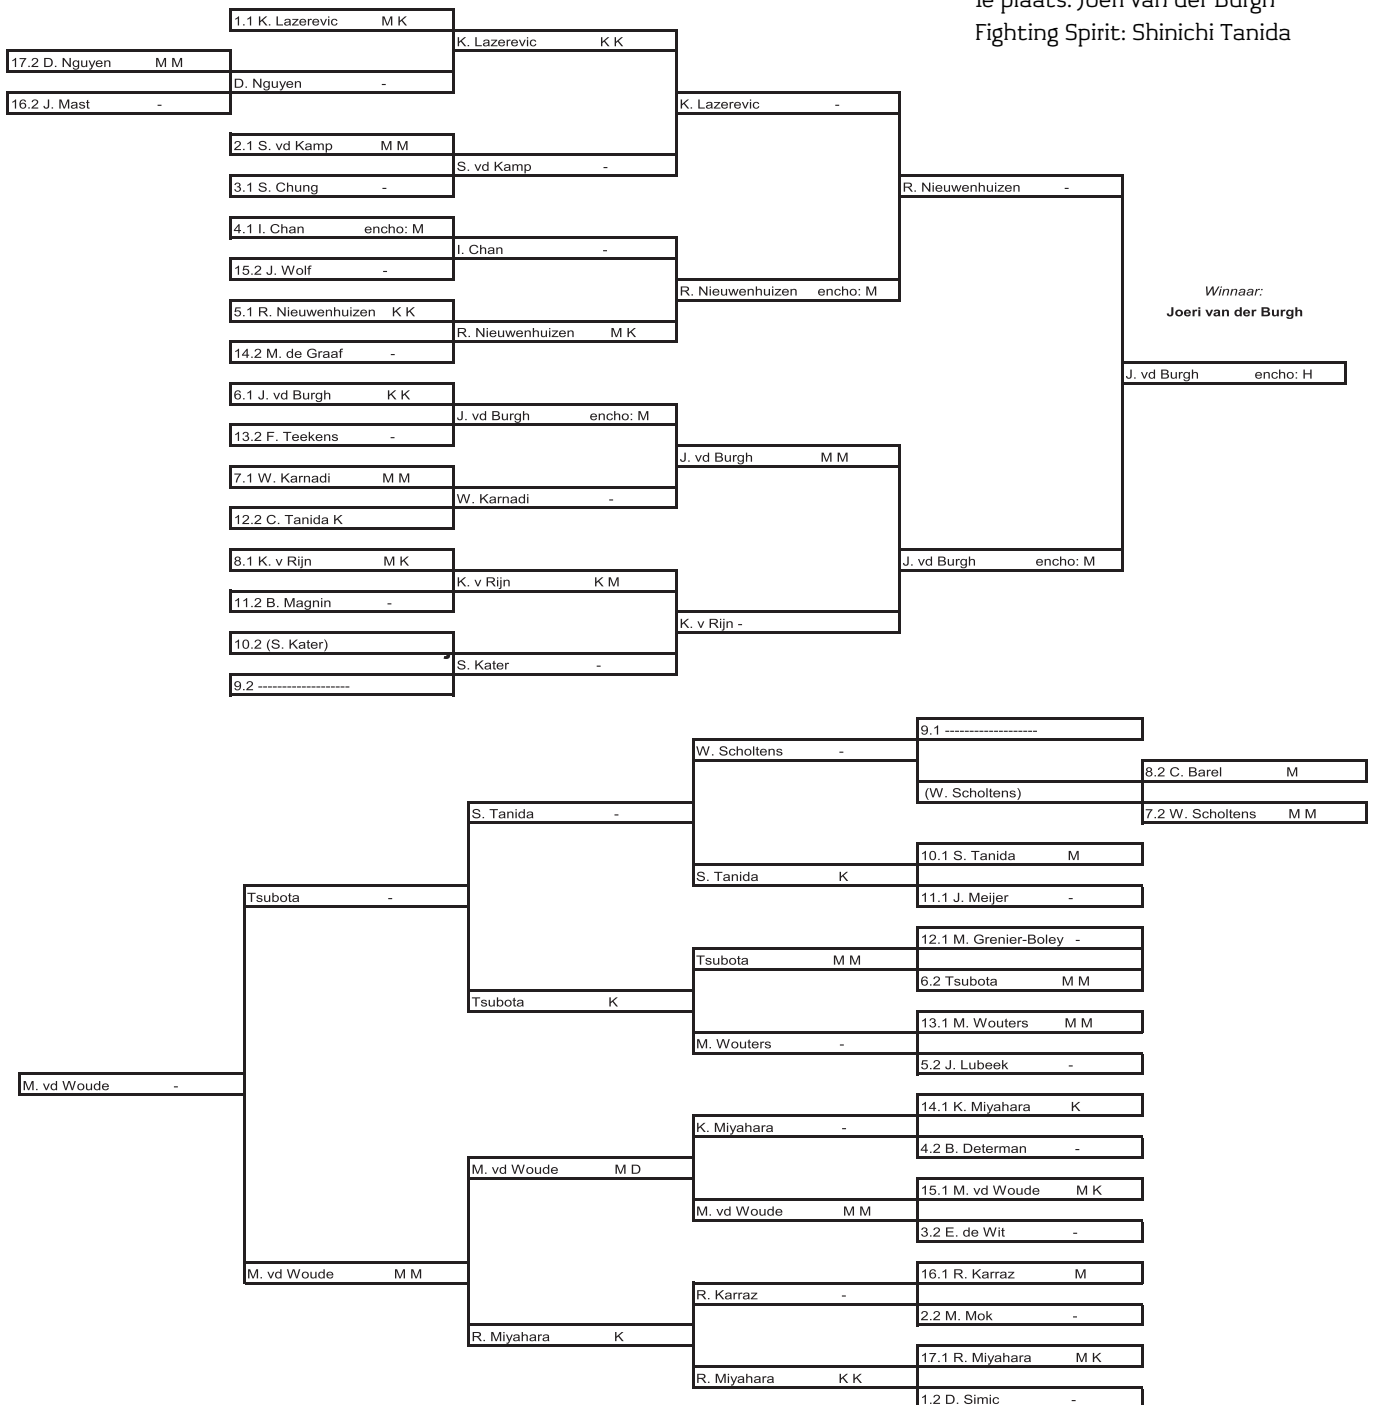 1e plaats: Joeri van der Burgh
Fighting Spirit: Shinichi Tanida
1.1 K. Lazerevic M K
K. Lazerevic K K
17.2 D. Nguyen M M
D. Nguyen -
16.2 J. Mast -
K. Lazerevic -
2.1 S. vd Kamp M M
S. vd Kamp -
3.1 S. Chung -
R. Nieuwenhuizen -
4.1 I. Chan encho: M
I. Chan -
15.2 J. Wolf -
R. Nieuwenhuizen encho: M
5.1 R. Nieuwenhuizen K K
R. Nieuwenhuizen M K
14.2 M. de Graaf -
Winnaar:
Joeri van der Burgh
J. vd Burgh encho: H
6.1 J. vd Burgh K K
J. vd Burgh encho: M
13.2 F. Teekens -
J. vd Burgh M M
7.1 W. Karnadi M M
W. Karnadi -
12.2 C. Tanida K
J. vd Burgh encho: M
8.1 K. v Rijn M K
K. v Rijn K M
11.2 B. Magnin -
K. v Rijn -
10.2 (S. Kater)
S. Kater -
9.2 -------------------
9.1 -------------------
W. Scholtens -
8.2 C. Barel M
(W. Scholtens)
7.2 W. Scholtens M M
S. Tanida -
10.1 S. Tanida M
S. Tanida K
11.1 J. Meijer -
Tsubota -
12.1 M. Grenier-Boley -
Tsubota M M
6.2 Tsubota M M
Tsubota K
13.1 M. Wouters M M
M. Wouters -
5.2 J. Lubeek -
M. vd Woude -
14.1 K. Miyahara K
K. Miyahara -
4.2 B. Determan -
M. vd Woude M D
15.1 M. vd Woude M K
M. vd Woude M M
3.2 E. de Wit -
M. vd Woude M M
16.1 R. Karraz M
R. Karraz -
2.2 M. Mok -
R. Miyahara K
17.1 R. Miyahara M K
R. Miyahara K K
1.2 D. Simic -